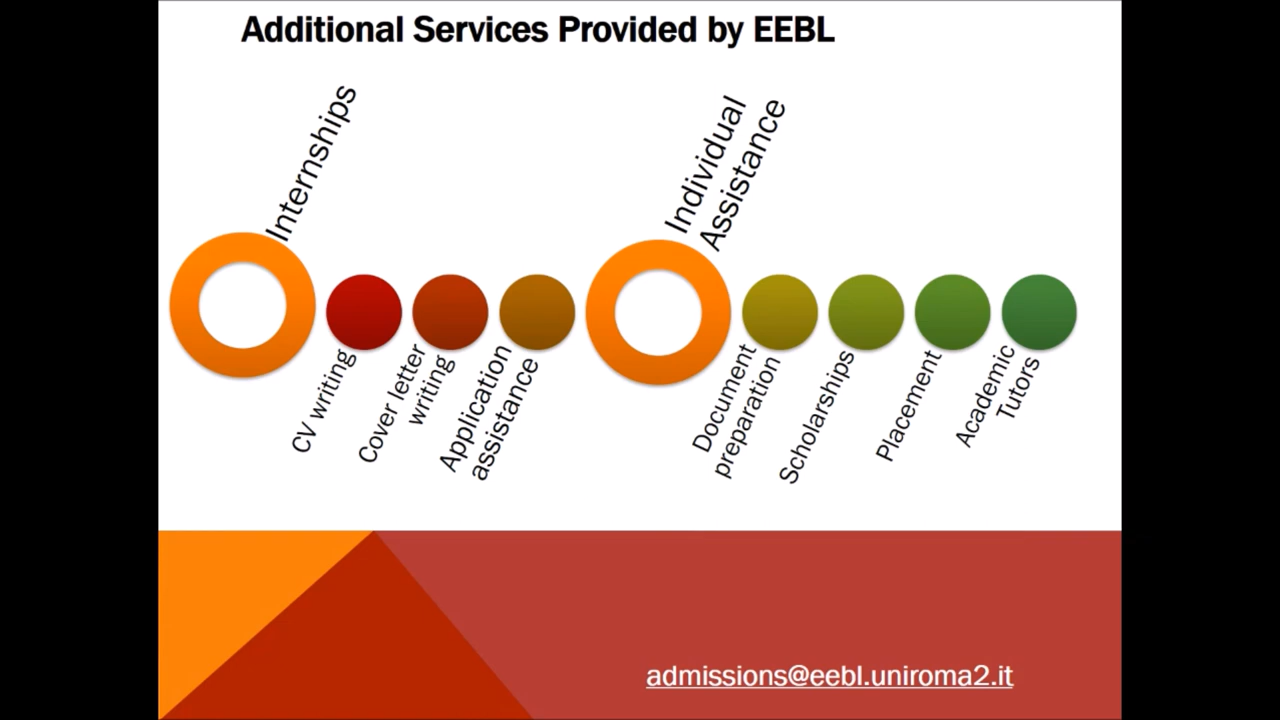 Additional Services Provided by EEBL
Internships
CV writing
Cover letter
writing
Application
assistance
Individual
Assistance
Document
preparation
Scholarships
Placement
Academic
Tutors
admissions@eebl.uniroma2.it